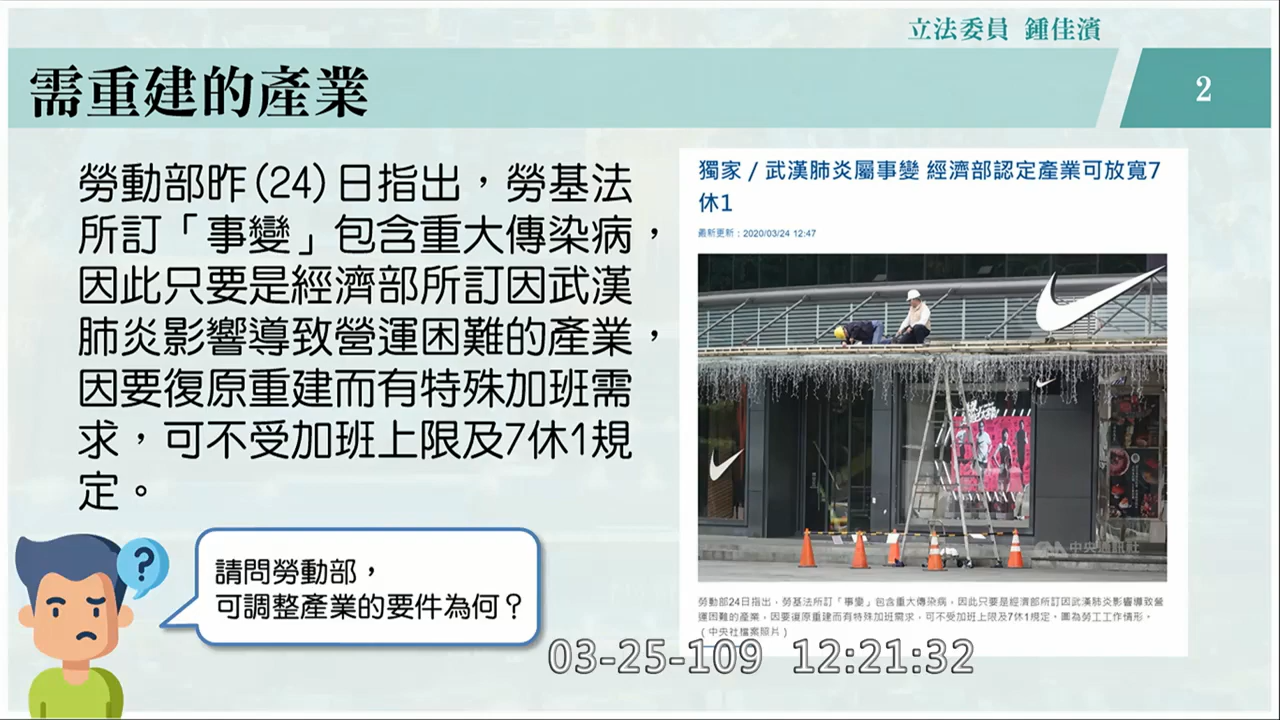 立法委員 鍾佳濱
需重建的產業
2
勞動部昨(24)日指出，勞基法
所訂「事變」包含重大傳染病，
因此只要是經濟部所訂因武漢
肺炎影響導致營運困難的產業，
因要復原重建而有特殊加班需
求，可不受加班上限及7休1規
定。
獨家 / 武漢肺炎屬事變 經濟部認定產業可放寬7
休1
最新更新：2020/03/24 12:47
中央通訊社
勞動部24日指出，勞基法所訂「事變」包含重大傳染病，因此只要是經濟部所訂因武漢肺炎影響導致營
運困難的產業，因要復原重建而有特殊加班需求，可不受加班上限及7休1規定。圖為勞工工作情形。
（中央社檔案照片）
?
請問勞動部，
可調整產業的要件為何？
03-25-109 12:21:32